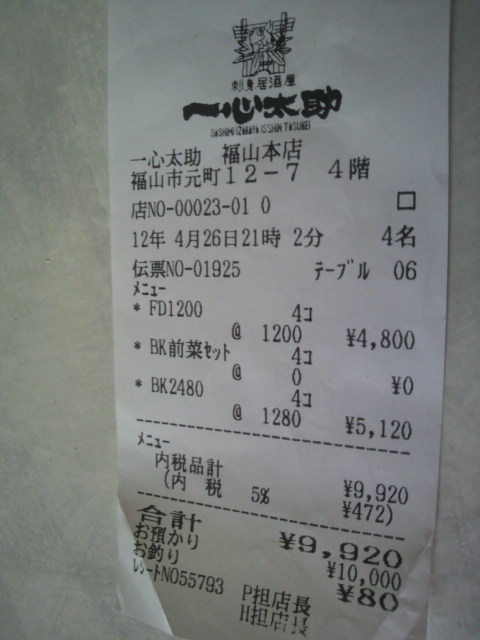 刺身居酒屋
一心太助
SASHIMI IZAKAYA ISSHIN TASUKE
一心太助 福山本店
福山市元町12-7 4階
店NO-00023-01 0 口
12年 4月26日21時 2分 4名
伝票NO-01925 テーブル 06
メニュー
* FD1200 4コ
@ 1200 ¥4,800
* BK前菜セット 4コ
@ 0 ¥0
* BK2480 4コ
@ 1280 ¥5,120
メニュー
内税品計 ¥9,920
(内 税 5% ¥472)
合計 ¥9,920
お預かり ¥10,000
お釣り ¥80
レシートNO55793 P担店長
H担店長